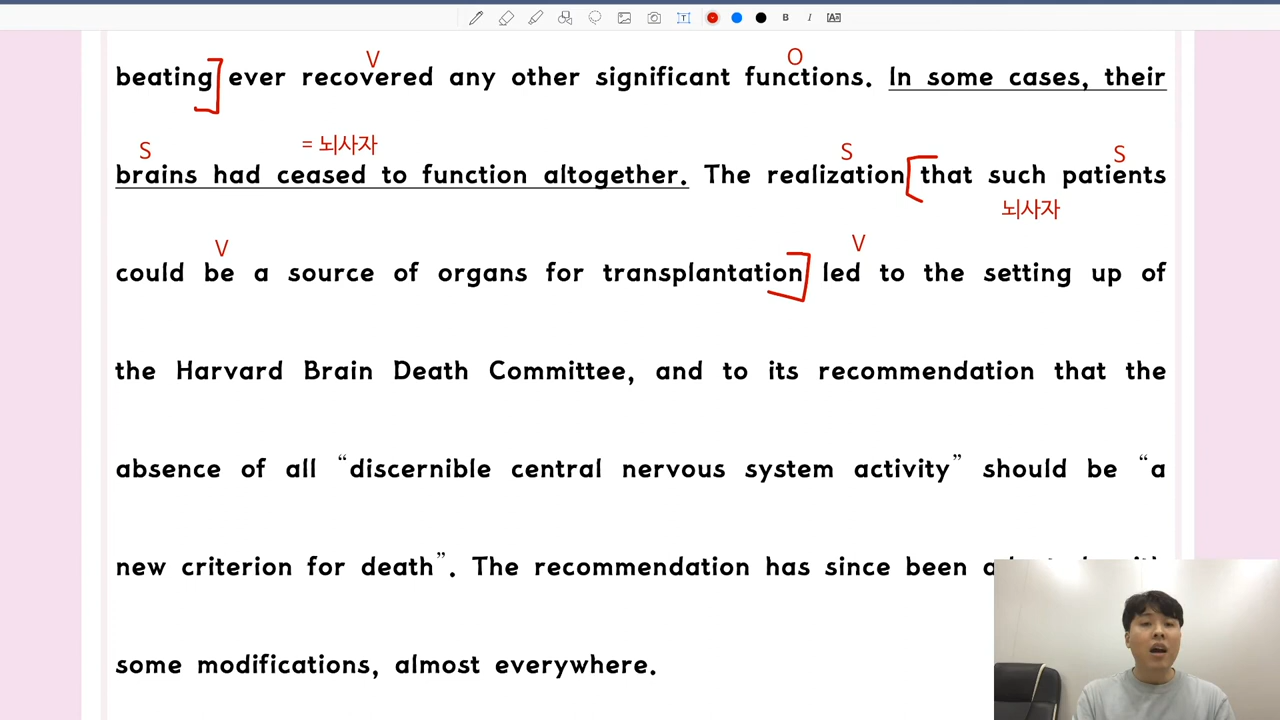 B I [Aa]
V O
beating] ever recovered any other significant functions. In some cases, their
S = 뇌사자 S S
brains had ceased to function altogether. The realization [that such patients
뇌사자
V V
could be a source of organs for transplantation] led to the setting up of
the Harvard Brain Death Committee, and to its recommendation that the
absence of all “discernible central nervous system activity” should be “a
new criterion for death”. The recommendation has since been
some modifications, almost everywhere.